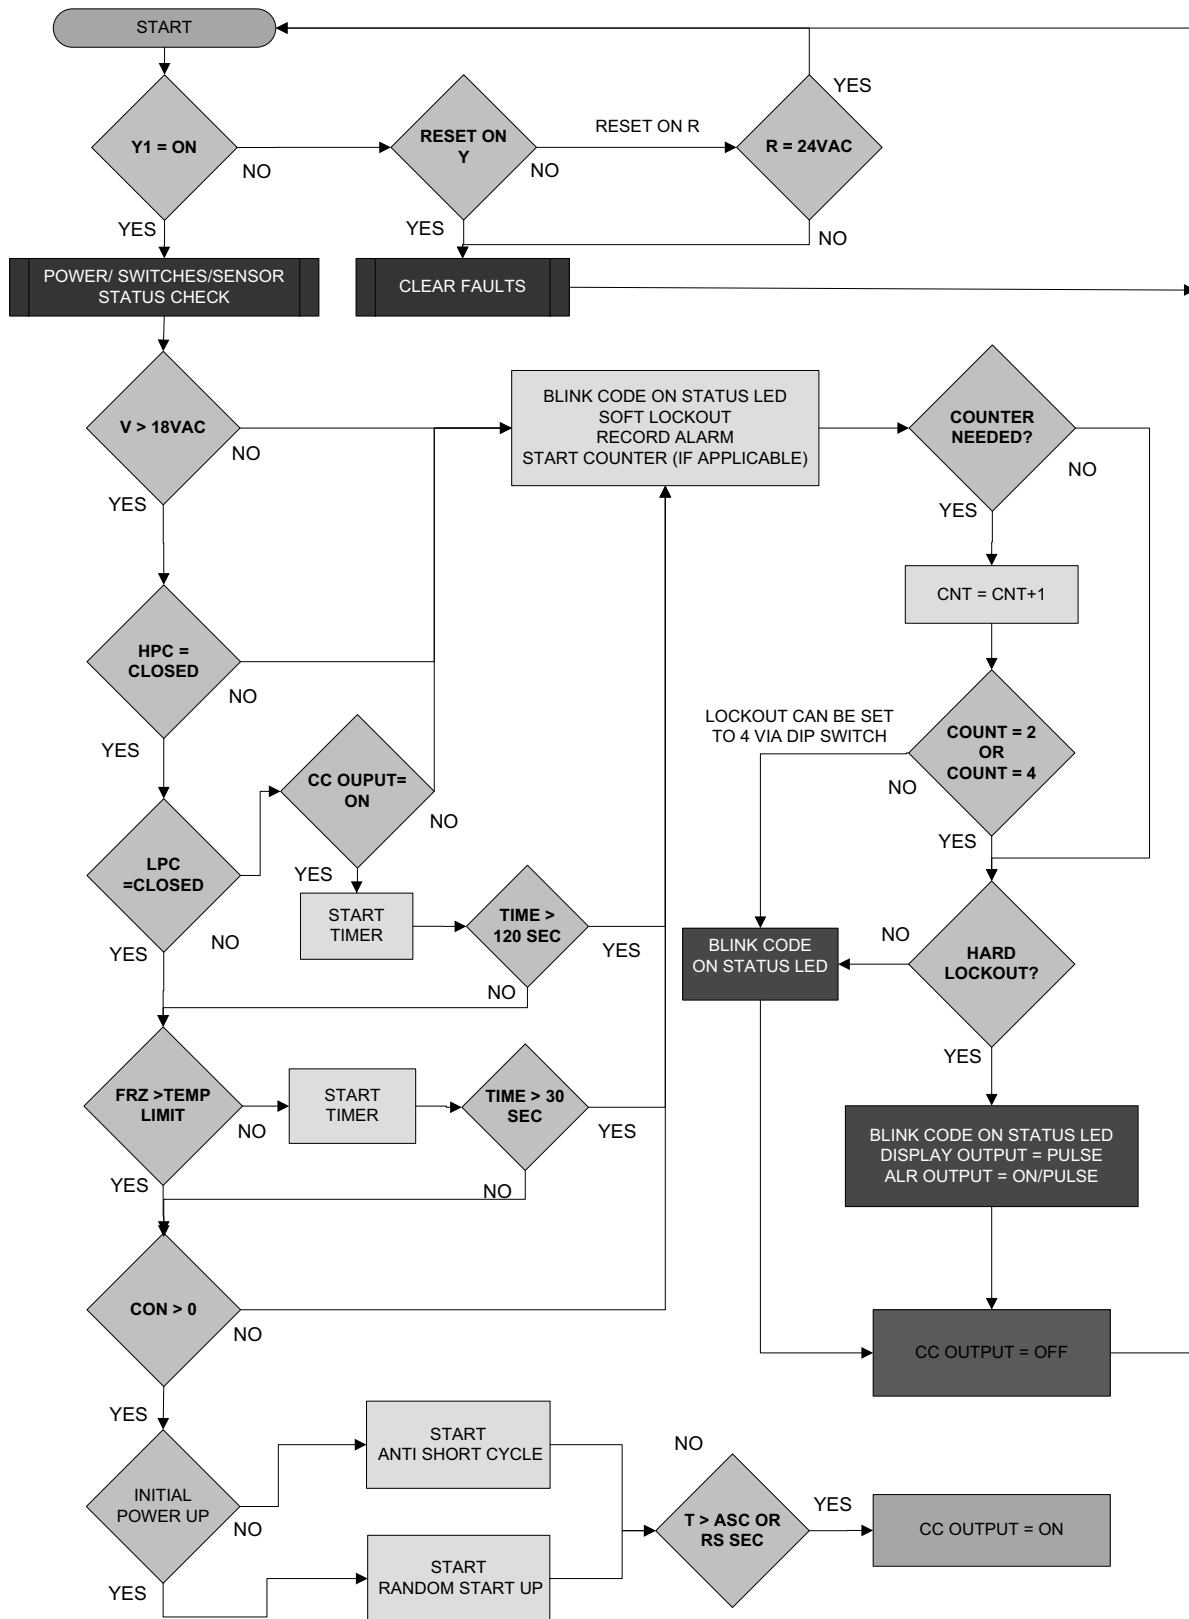 START
YES
Y1 = ON
NO
RESET ON
Y
NO
RESET ON R
R = 24VAC
YES
YES
NO
POWER/ SWITCHES/SENSOR
STATUS CHECK
CLEAR FAULTS
V > 18VAC
NO
YES
BLINK CODE ON STATUS LED
SOFT LOCKOUT
RECORD ALARM
START COUNTER (IF APPLICABLE)
COUNTER
NEEDED?
NO
YES
CNT = CNT+1
HPC =
CLOSED
NO
YES
LOCKOUT CAN BE SET
TO 4 VIA DIP SWITCH
COUNT = 2
OR
COUNT = 4
NO
YES
CC OUPUT=
ON
NO
YES
LPC
=CLOSED
NO
YES
START
TIMER
TIME >
120 SEC
YES
NO
BLINK CODE
ON STATUS LED
NO
HARD
LOCKOUT?
YES
FRZ >TEMP
LIMIT
NO
YES
START
TIMER
TIME > 30
SEC
YES
NO
BLINK CODE ON STATUS LED
DISPLAY OUTPUT = PULSE
ALR OUTPUT = ON/PULSE
CON > 0
NO
YES
CC OUTPUT = OFF
INITIAL
POWER UP
NO
YES
START
ANTI SHORT CYCLE
START
RANDOM START UP
NO
T > ASC OR
RS SEC
YES
CC OUTPUT = ON